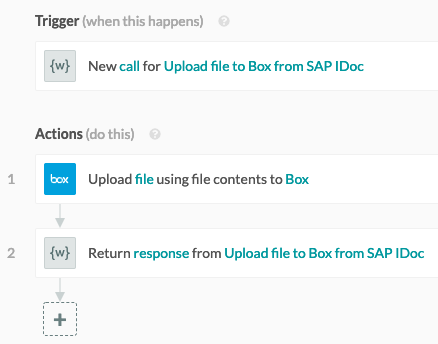 Trigger (when this happens) ?
{w} New call for Upload file to Box from SAP IDoc
Actions (do this) ?
1 box Upload file using file contents to Box
2 {w} Return response from Upload file to Box from SAP IDoc
+